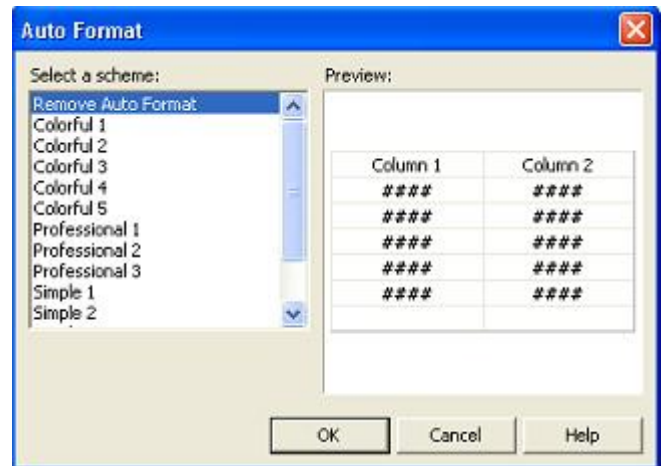 Auto Format
Select a scheme:
Remove Auto Format
Colorful 1
Colorful 2
Colorful 3
Colorful 4
Colorful 5
Professional 1
Professional 2
Professional 3
Simple 1
Simple 2
Preview:
Column 1 Column 2
#### ####
#### ####
#### ####
#### ####
#### ####
OK Cancel Help